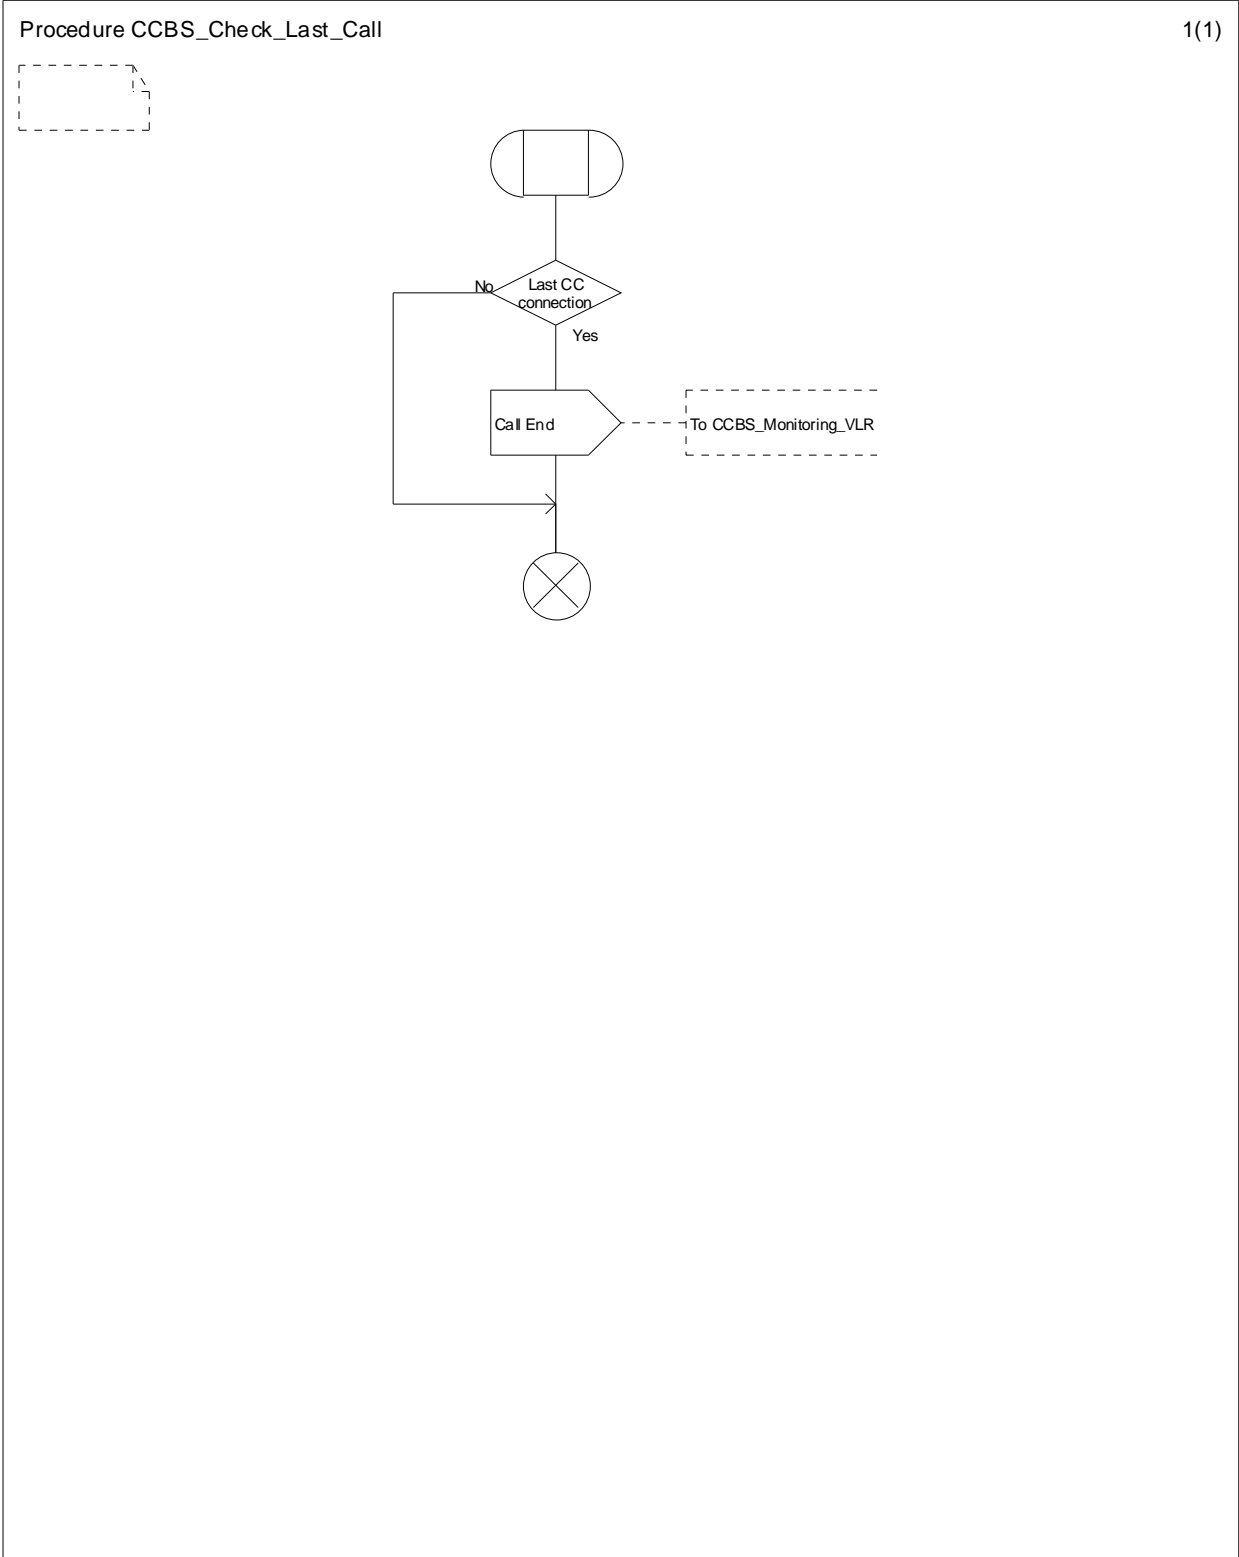 Procedure CCBS_Check_Last_Call
1(1)
No
Last CC
connection
Yes
Call End
To CCBS_Monitoring_VLR